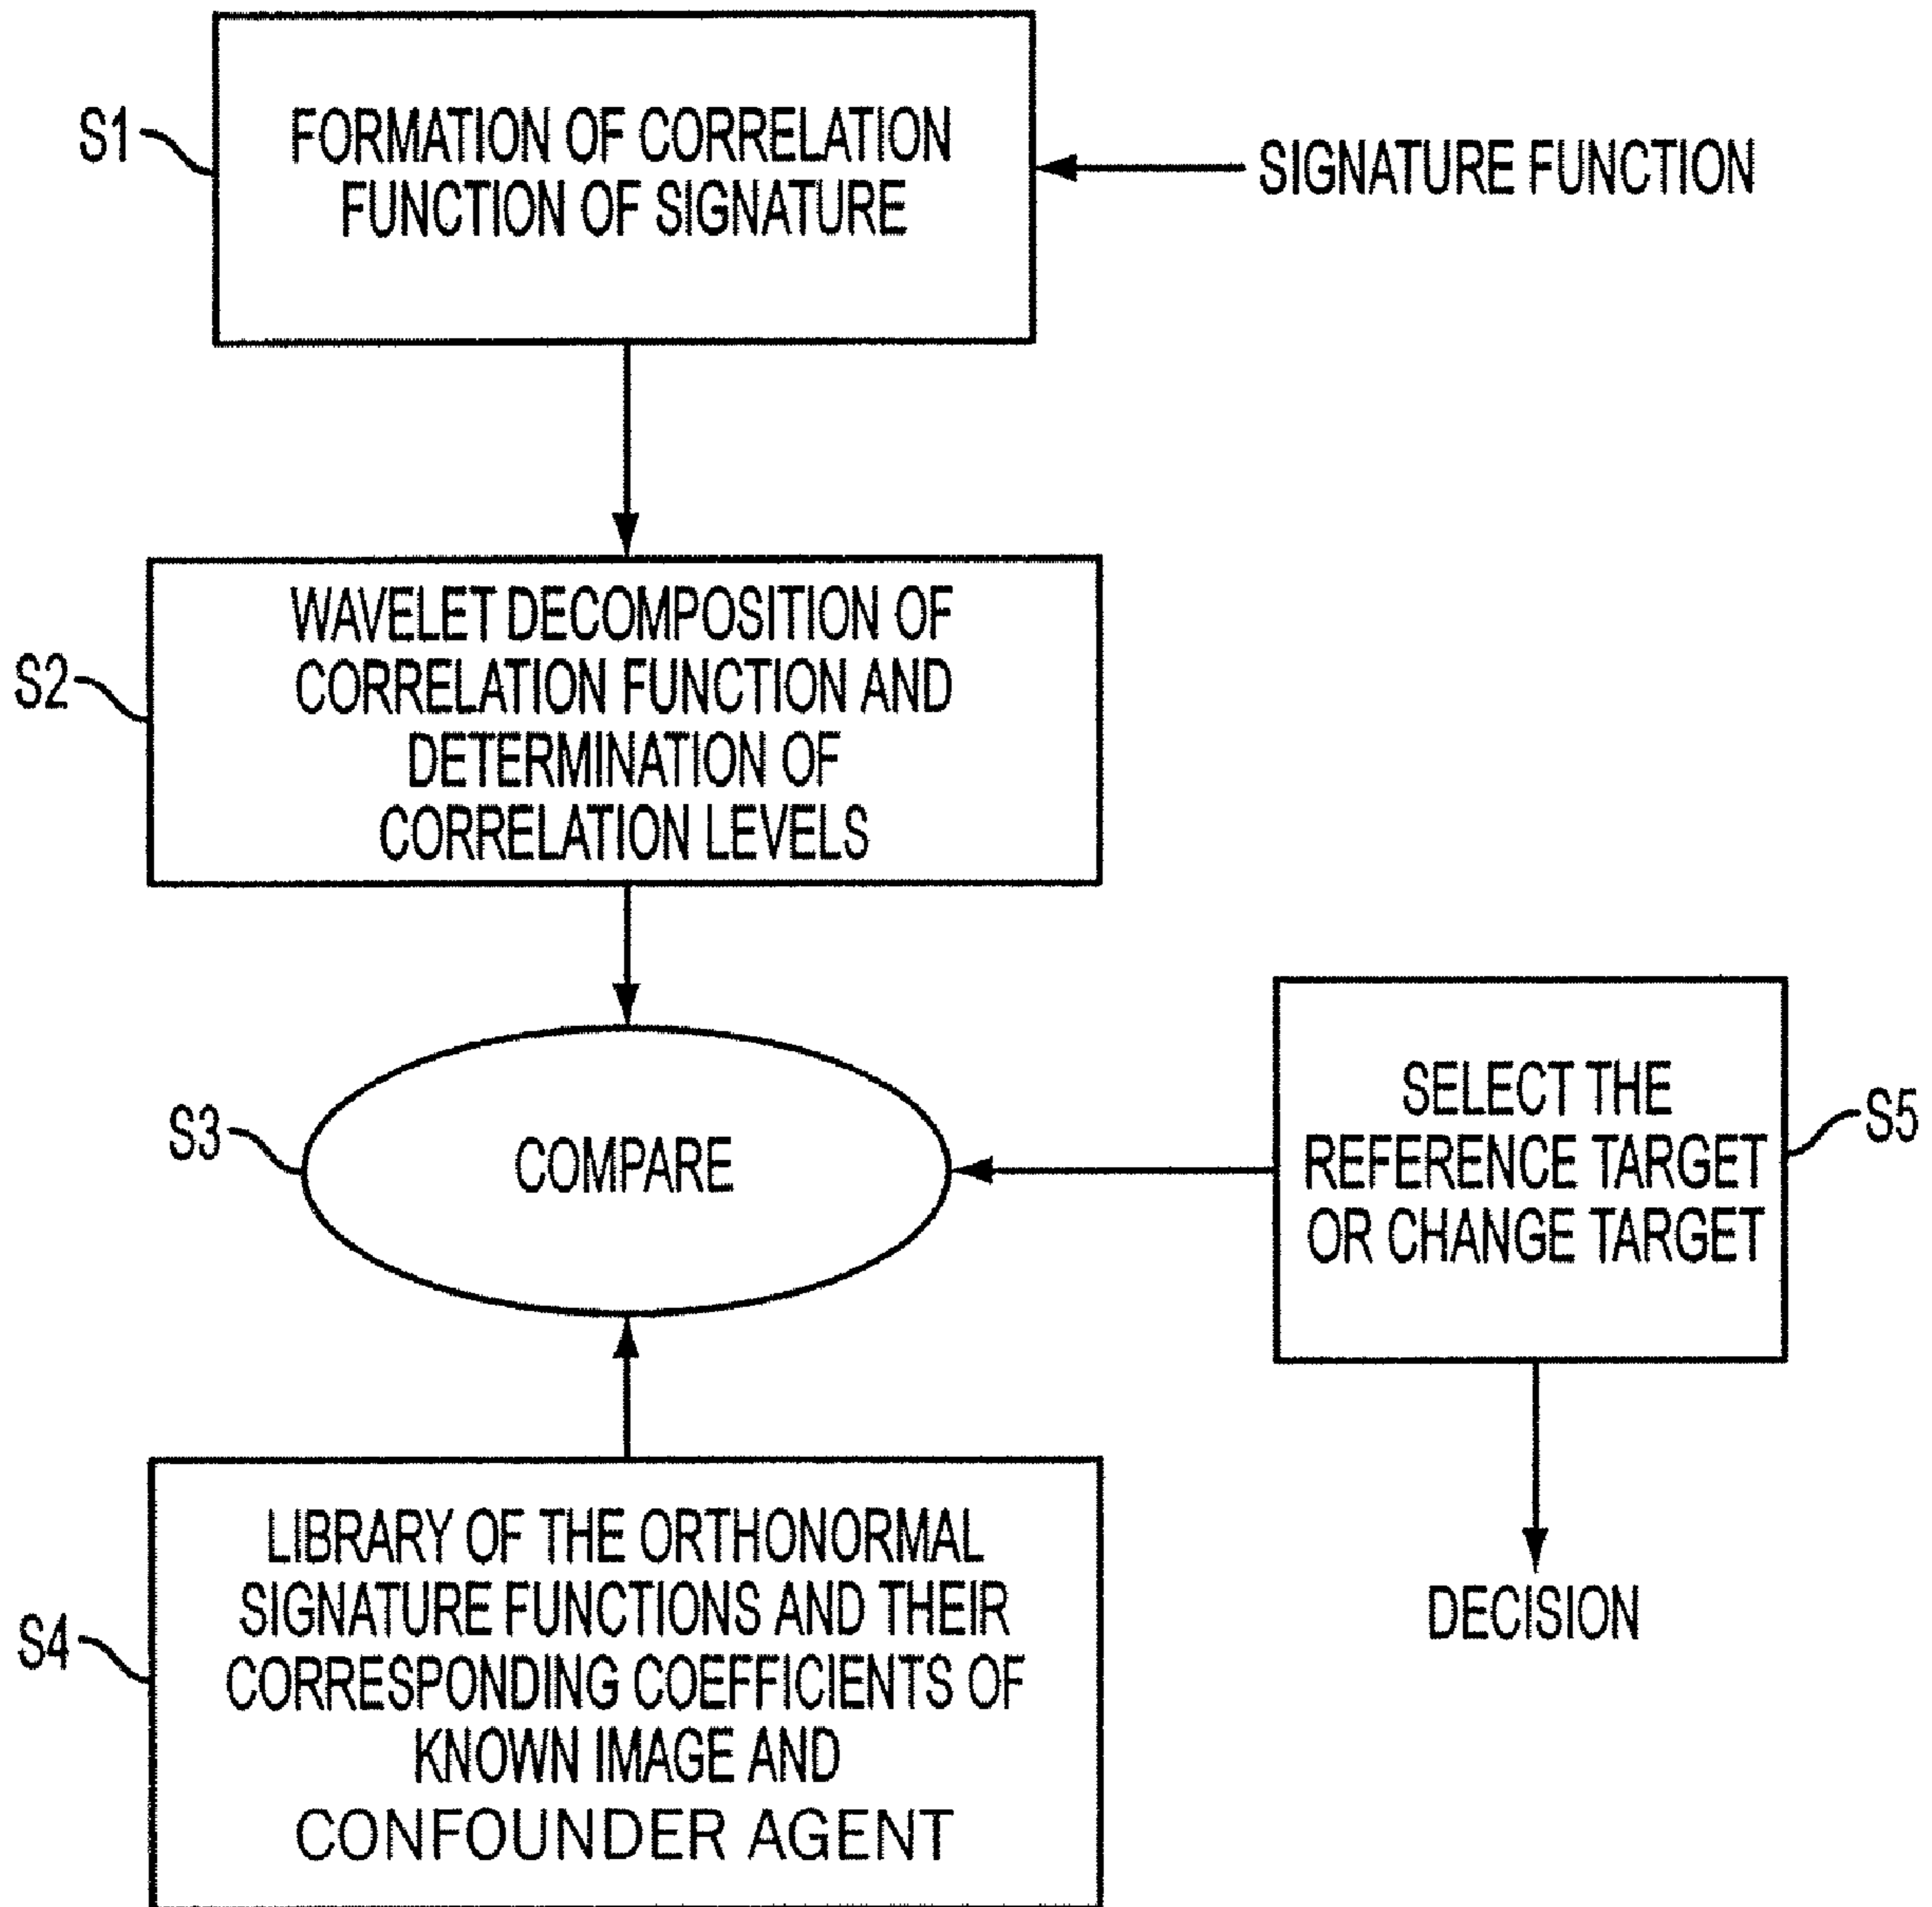 S1
FORMATION OF CORRELATION
FUNCTION OF SIGNATURE
SIGNATURE FUNCTION
S2
WAVELET DECOMPOSITION OF
CORRELATION FUNCTION AND
DETERMINATION OF
CORRELATION LEVELS
S3
COMPARE
SELECT THE
REFERENCE TARGET
OR CHANGE TARGET
S5
DECISION
S4
LIBRARY OF THE ORTHONORMAL
SIGNATURE FUNCTIONS AND THEIR
CORRESPONDING COEFFICIENTS OF
KNOWN IMAGE AND
CONFOUNDER AGENT